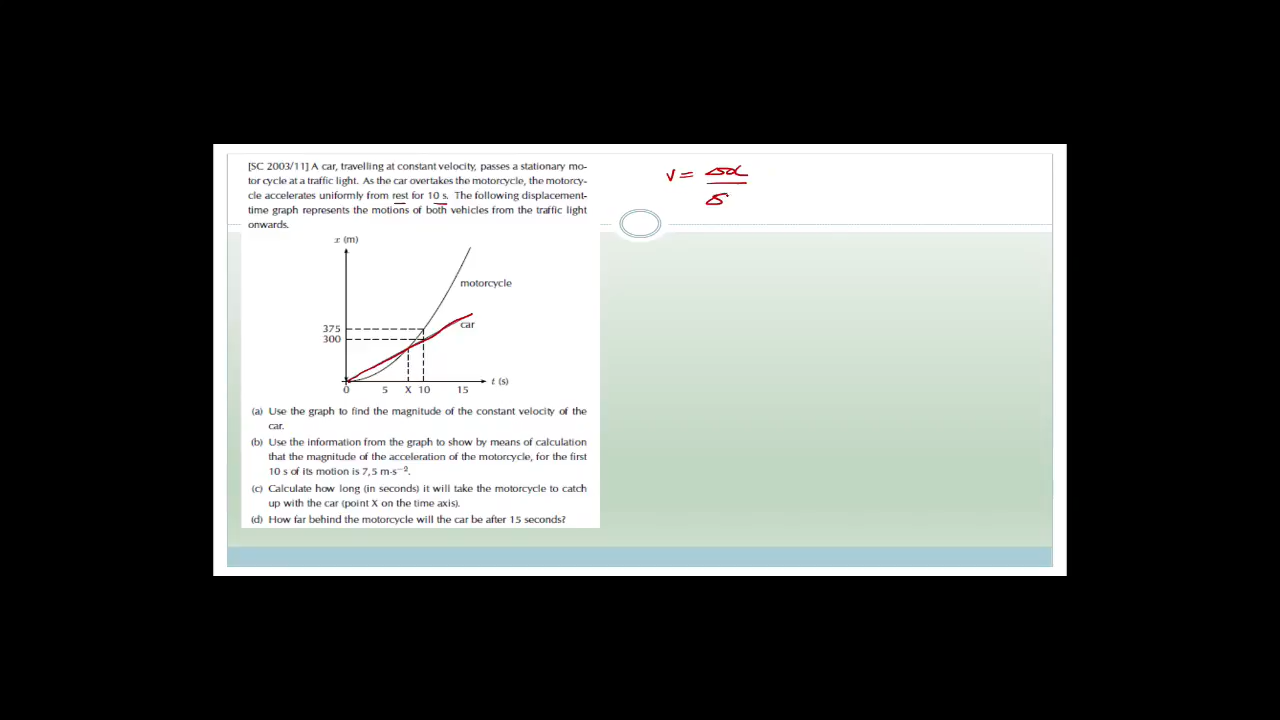 [SC 2003/11] A car, travelling at constant velocity, passes a stationary mo-
tor cycle at a traffic light. As the car overtakes the motorcycle, the motorcy-
cle accelerates uniformly from rest for 10 s. The following displacement-
time graph represents the motions of both vehicles from the traffic light
onwards.
x (m)
motorcycle
car
375
300
0 5 X 10 15 t (s)
(a) Use the graph to find the magnitude of the constant velocity of the
car.
(b) Use the information from the graph to show by means of calculation
that the magnitude of the acceleration of the motorcycle, for the first
10 s of its motion is 7,5 m·s⁻².
(c) Calculate how long (in seconds) it will take the motorcycle to catch
up with the car (point X on the time axis).
(d) How far behind the motorcycle will the car be after 15 seconds?
v = Δx
Δ